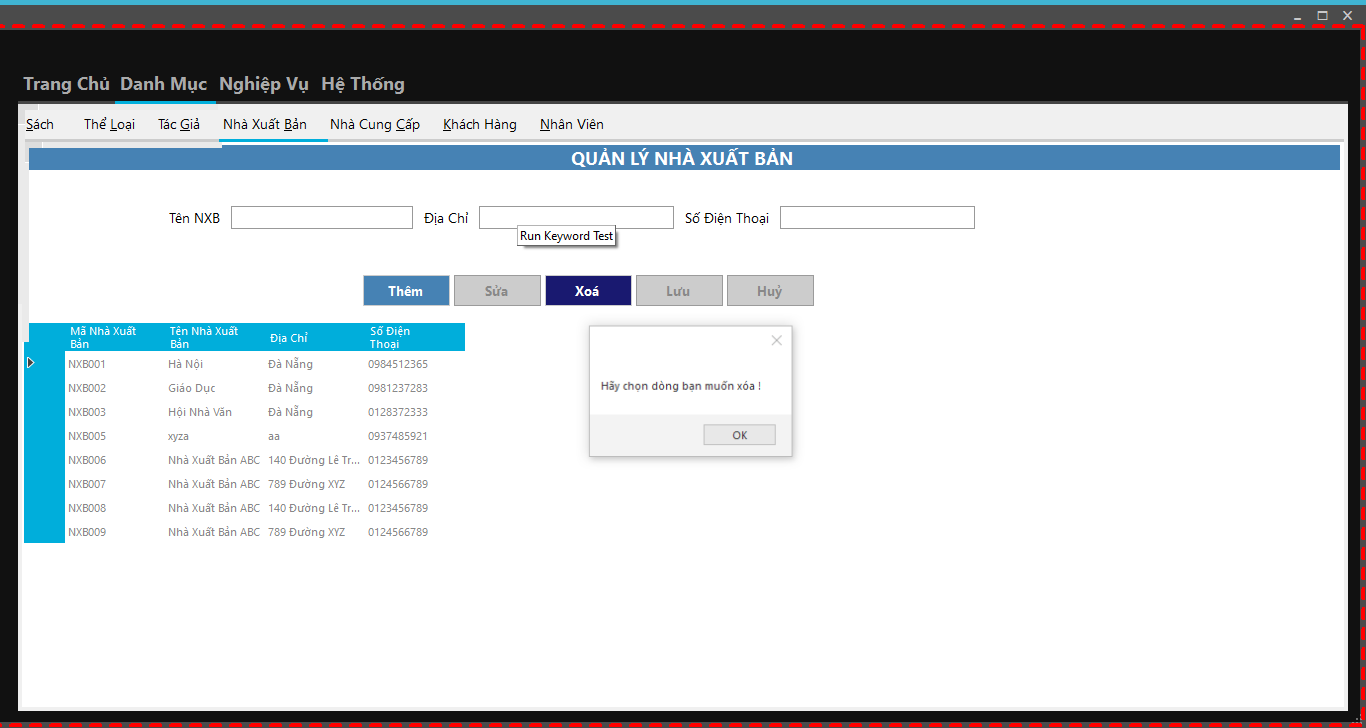 Trang Chủ Danh Mục Nghiệp Vụ Hệ Thống
Sách Thể Loại Tác Giả Nhà Xuất Bản Nhà Cung Cấp Khách Hàng Nhân Viên
QUẢN LÝ NHÀ XUẤT BẢN
Tên NXB Địa Chỉ Số Điện Thoại
Run Keyword Test
Thêm Sửa Xoá Lưu Huỷ
Mã Nhà Xuất Bản Tên Nhà Xuất Bản Địa Chỉ Số Điện Thoại
NXB001 Hà Nội Đà Nẵng 0984512365
NXB002 Giáo Dục Đà Nẵng 0981237283
NXB003 Hội Nhà Văn Đà Nẵng 0128372333
NXB005 xyza aa 0937485921
NXB006 Nhà Xuất Bản ABC 140 Đường Lê Tr... 0123456789
NXB007 Nhà Xuất Bản ABC 789 Đường XYZ 0124566789
NXB008 Nhà Xuất Bản ABC 140 Đường Lê Tr... 0123456789
NXB009 Nhà Xuất Bản ABC 789 Đường XYZ 0124566789
Hãy chọn dòng bạn muốn xóa !
OK